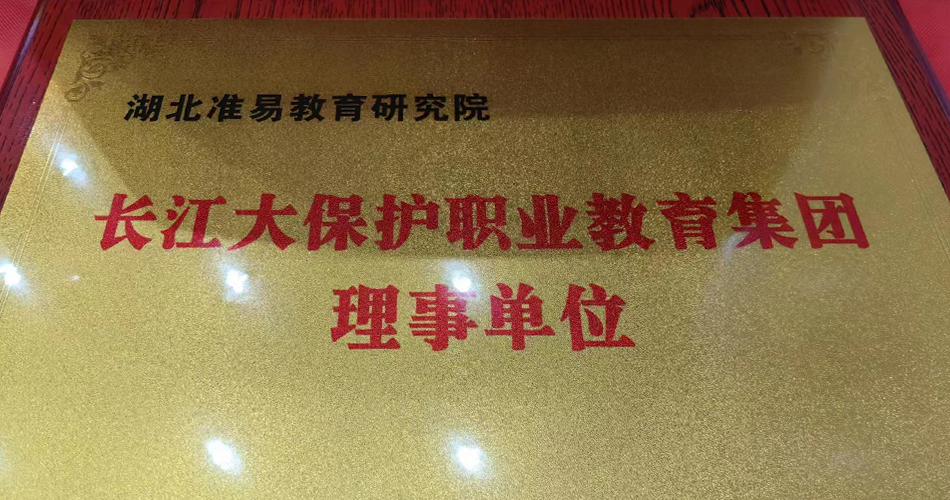 湖北准易教育研究院
长江大保护职业教育集团
理事单位